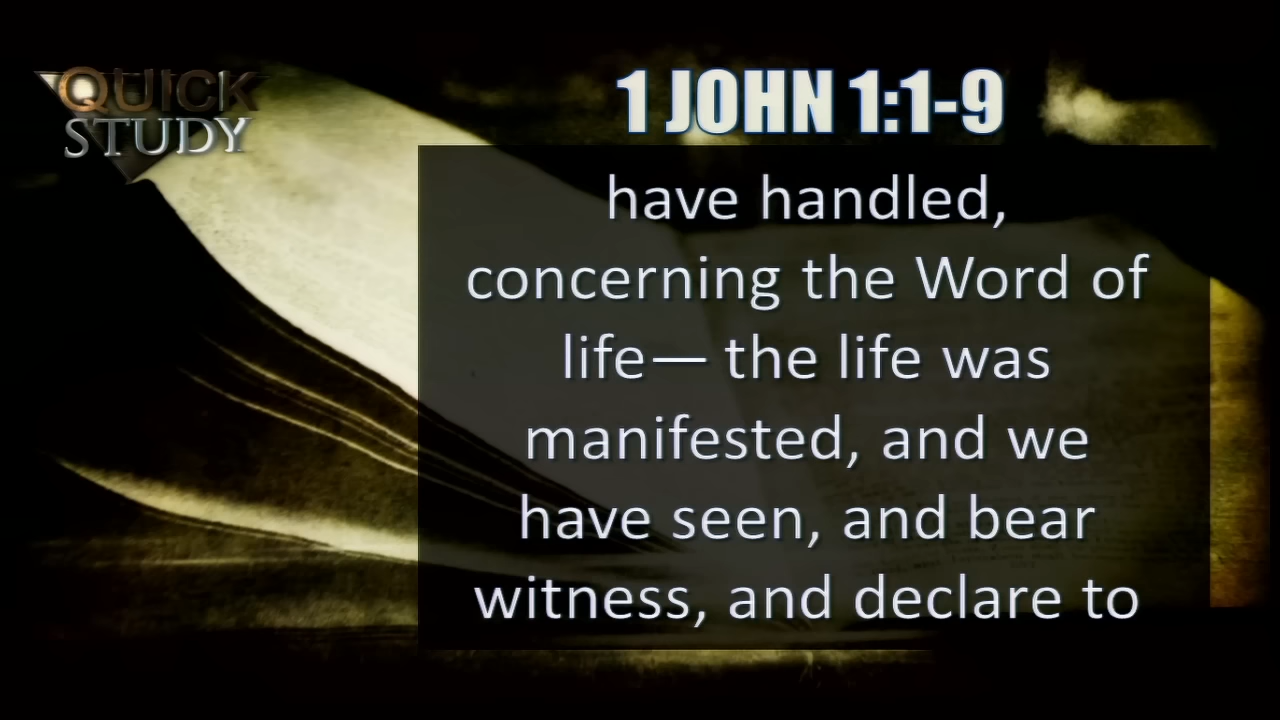 QUICK
STUDY
1 JOHN 1:1-9
have handled,
concerning the Word of
life— the life was
manifested, and we
have seen, and bear
witness, and declare to